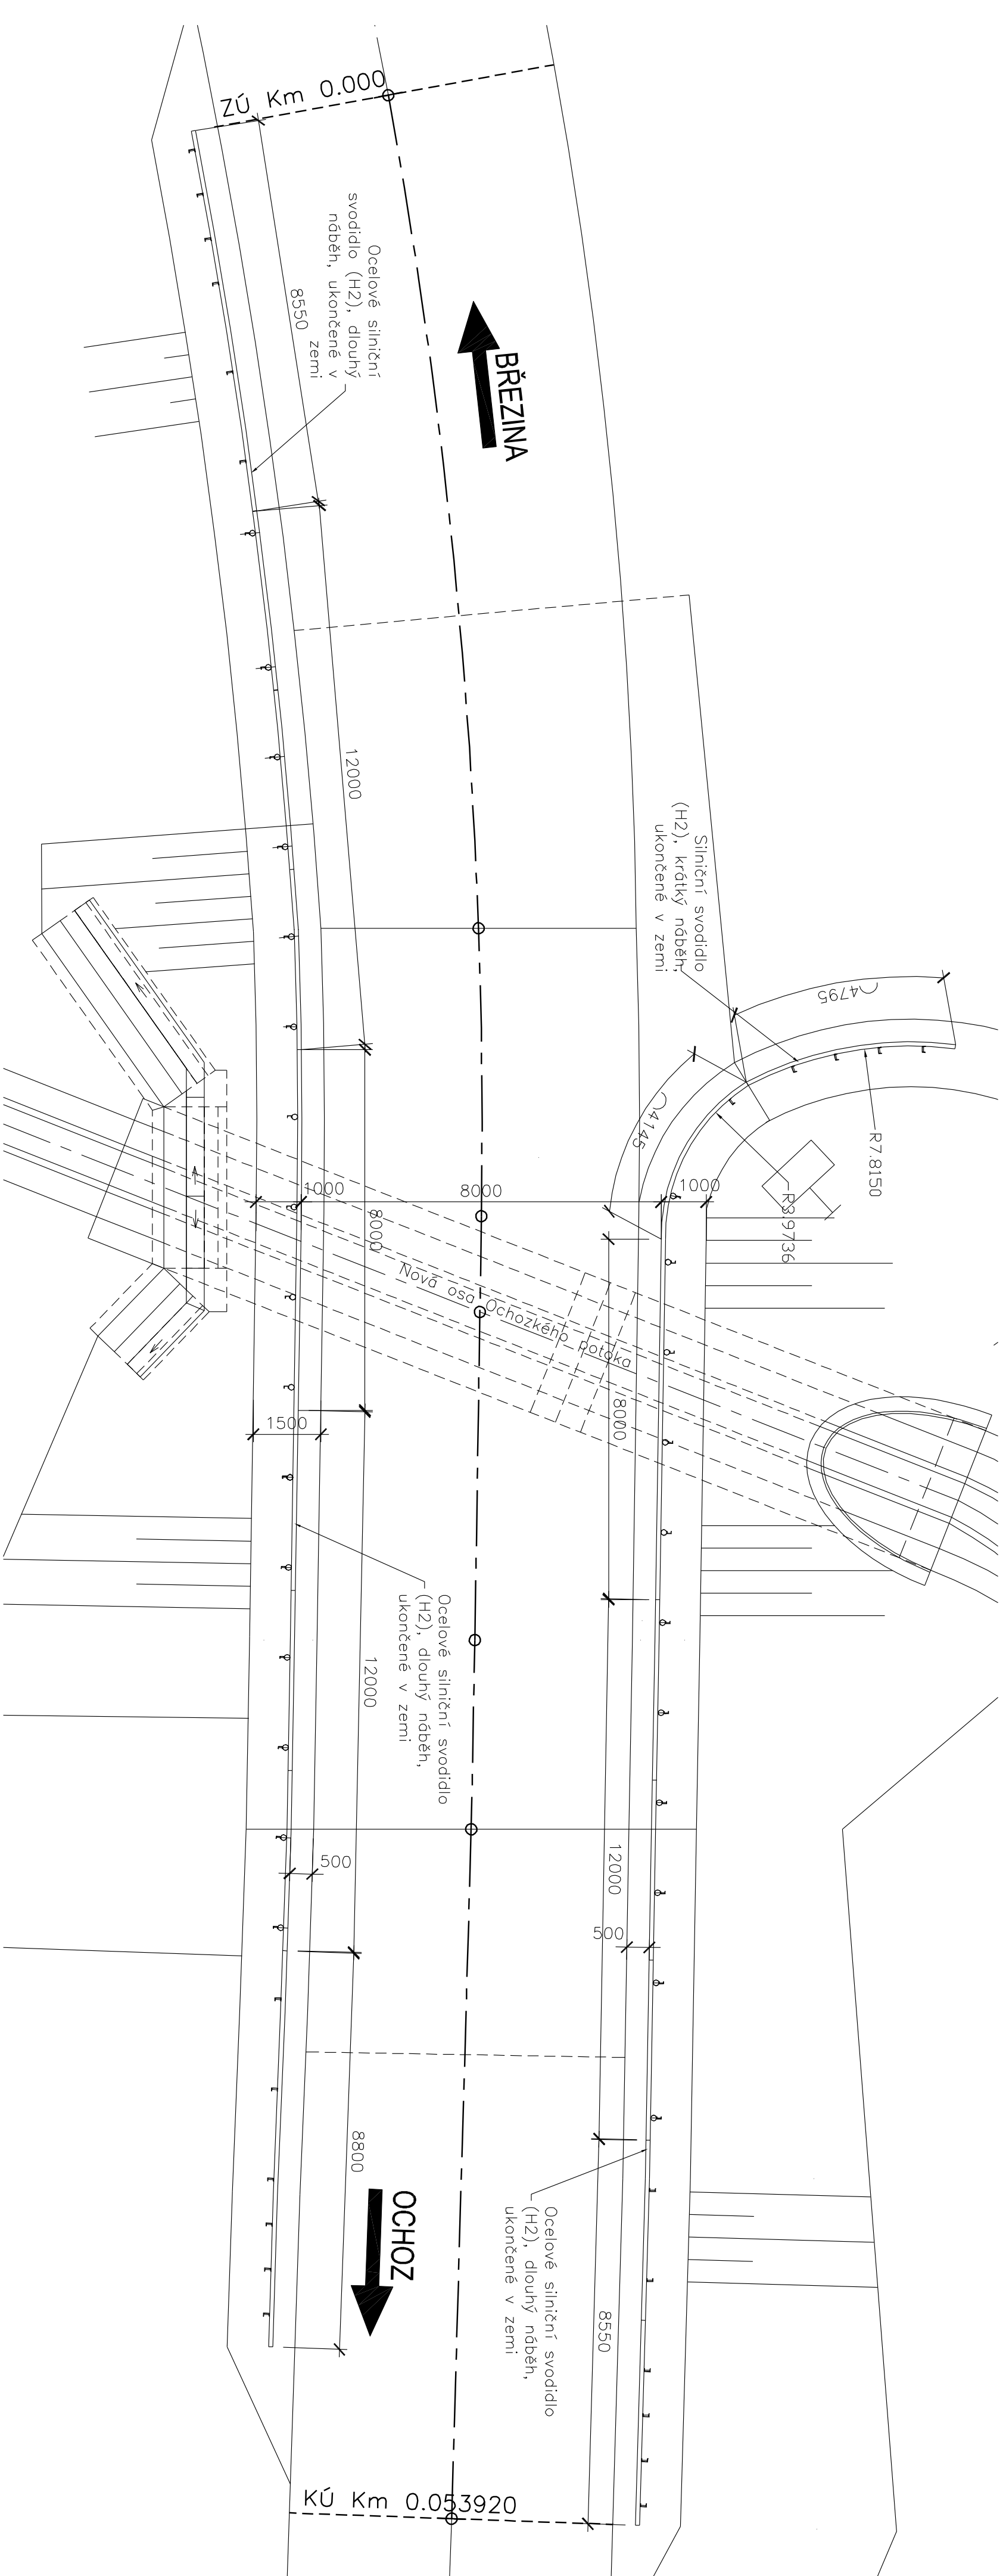 ZÚ Km 0.000
Ocelové silniční
svodidlo (H2), dlouhý
náběh, ukončené v
zemi
8550
BŘEZINA
12000
Silniční svodidlo
(H2), krátký náběh,
ukončené v zemi
4795
4145
R7.8150
R3.9736
1000
8000
1000
8000
Nová osa Ochozkého potoka
8000
1500
Ocelové silniční svodidlo
(H2), dlouhý náběh,
ukončené v zemi
12000
12000
500
500
8800
OCHOZ
Ocelové silniční svodidlo
(H2), dlouhý náběh,
ukončené v zemi
8550
KÚ Km 0.053920